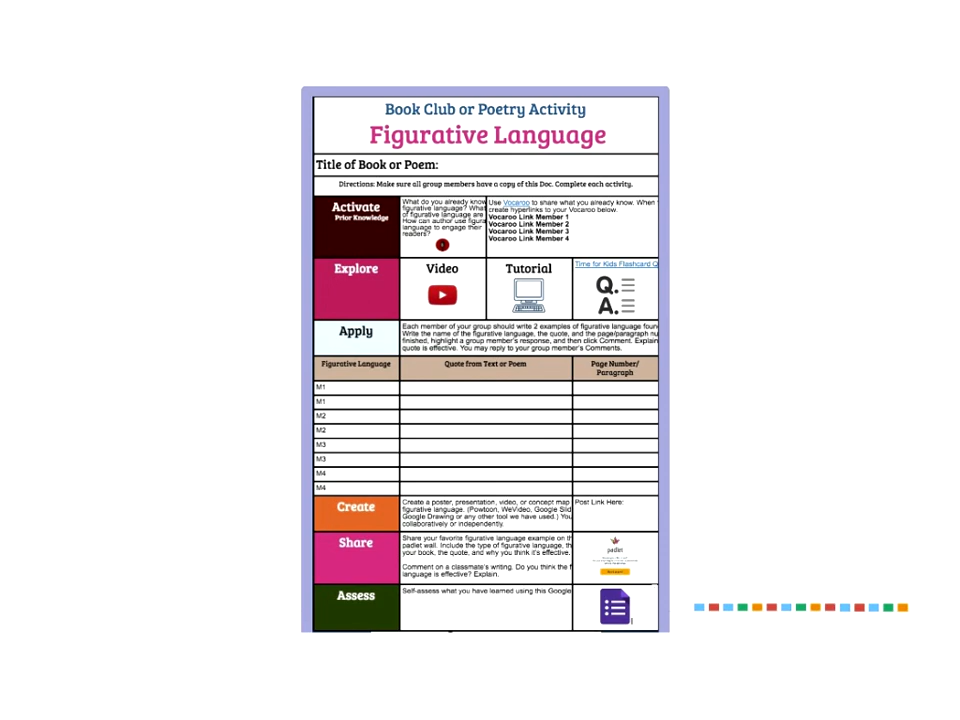 Book Club or Poetry Activity
Figurative Language
Title of Book or Poem:
Directions: Make sure all group members have a copy of this Doc. Complete each activity.
Activate
Prior Knowledge
What do you already know
figurative language? What
of figurative language are
How can author use figura
language to engage their
readers?
Use Vocaroo to share what you already know. When
create hyperlinks to your Vocaroo below.
Vocaroo Link Member 1
Vocaroo Link Member 2
Vocaroo Link Member 3
Vocaroo Link Member 4
Explore
Video
Tutorial
Time for Kids Flashcard Q
Q.
A.
Apply
Each member of your group should write 2 examples of figurative language foun
Write the name of the figurative language, the quote, and the page/paragraph nu
finished, highlight a group member's response, and then click Comment. Explain
quote is effective. You may reply to your group member's Comments.
Figurative Language
Quote from Text or Poem
Page Number/
Paragraph
M1
M1
M2
M2
M3
M3
M4
M4
Create
Create a poster, presentation, video, or concept map
figurative language. (Powtoon, WeVideo, Google Slid
Google Drawing or any other tool we have used.) You
collaboratively or independently.
Post Link Here:
Share
Share your favorite figurative language example on th
padlet wall. Include the type of figurative language, th
your book, the quote, and why you think it's effective.
Comment on a classmate's writing. Do you think the f
language is effective? Explain.
padlet
Assess
Self-assess what you have learned using this Google